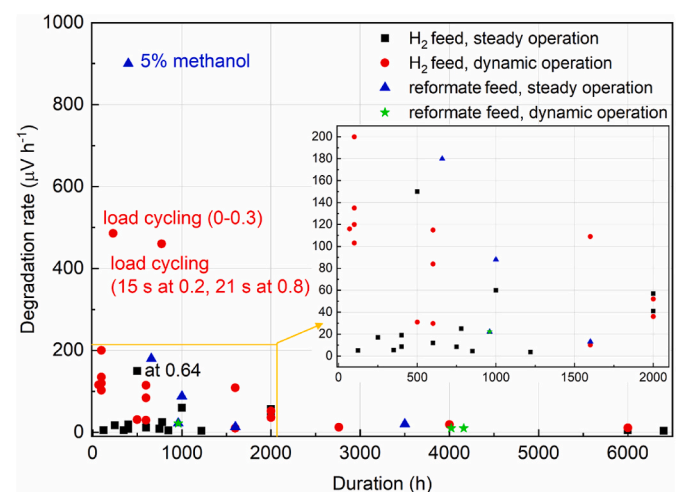 1000
800
600
400
200
0
Degradation rate (μV h⁻¹)
5% methanol
H₂ feed, steady operation
H₂ feed, dynamic operation
reformate feed, steady operation
reformate feed, dynamic operation
load cycling (0-0.3)
load cycling
(15 s at 0.2, 21 s at 0.8)
at 0.64
200
180
160
140
120
100
80
60
40
20
0
0 500 1000 1500 2000
0 1000 2000 3000 4000 5000 6000
Duration (h)